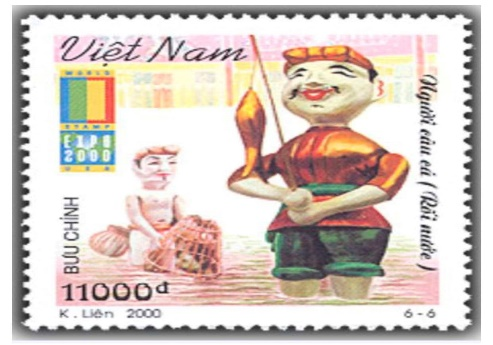 Việt Nam
WORLD
STAMP
EXPO
2000
USA
Người câu cá (Rối nước)
BƯU CHÍNH
11000đ
K. Liên 2000
6-6